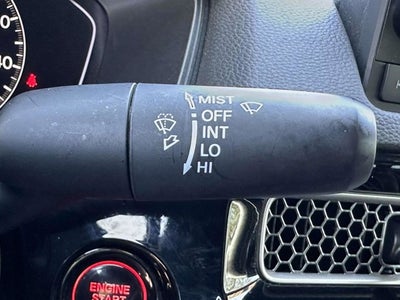 MIST
OFF
INT
LO
HI
ENGINE
START